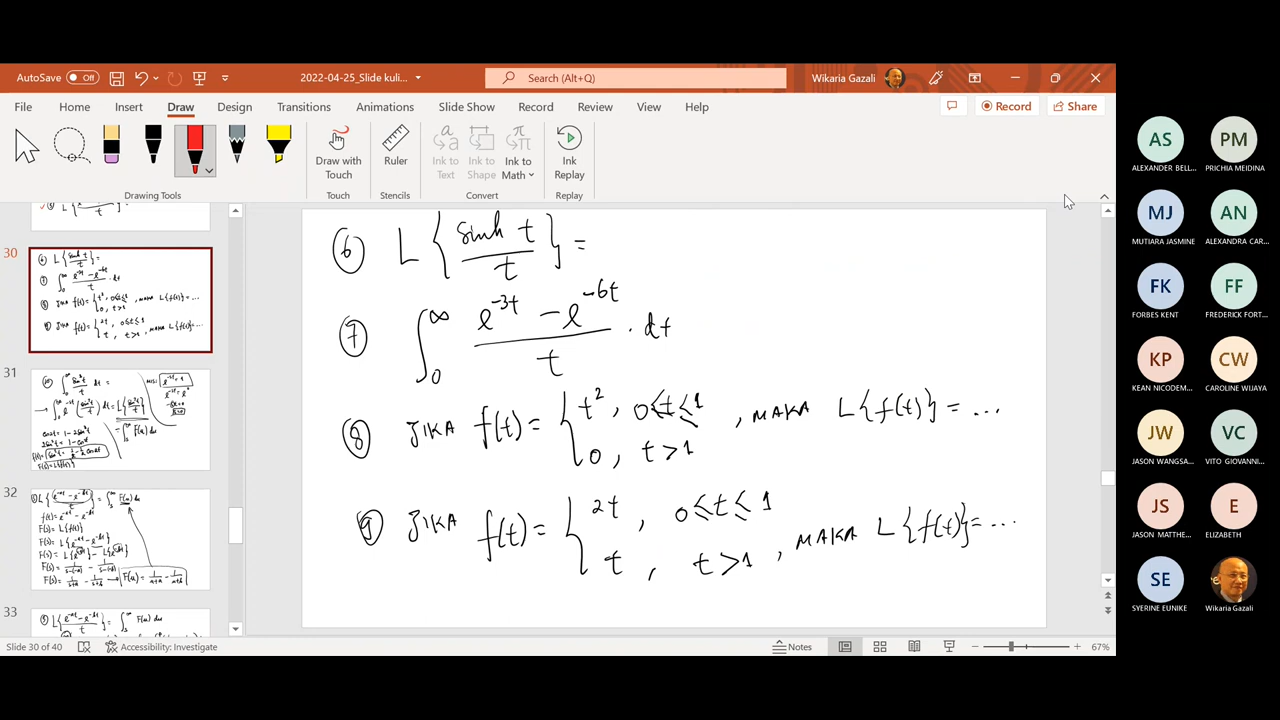 AutoSave Off 2022-04-25_Slide kuli... Search (Alt+Q) Wikaria Gazali
File Home Insert Draw Design Transitions Animations Slide Show Record Review View Help Record Share
Draw with Touch Ruler Ink to Text Ink to Shape Ink to Math Ink Replay
Drawing Tools Touch Stencils Convert Replay
30
31
32
33
⑥ L { sinh t / t } =
⑦ ∫₀^∞ (e^{-3t} - e^{-6t}) / t . dt
⑧ JIKA f(t) = { t², 0≤t≤1 , MAKA L{f(t)} = ...
0, t>1
⑨ JIKA f(t) = { 2t , 0≤t≤1
t , t>1 , MAKA L{f(t)} = ...
AS ALEXANDER BELL...
PM PRICHIA MEIDINA
MJ MUTIARA JASMINE
AN ALEXANDRA CAR...
FK FORBES KENT
FF FREDERICK FORT...
KP KEAN NICODEM...
CW CAROLINE WIJAYA
JW JASON WANGSA...
VC VITO GIOVANNI...
JS JASON MATTHE...
E ELIZABETH
SE SYERINE EUNIKE
Wikaria Gazali
Slide 30 of 40 Accessibility: Investigate Notes 67%